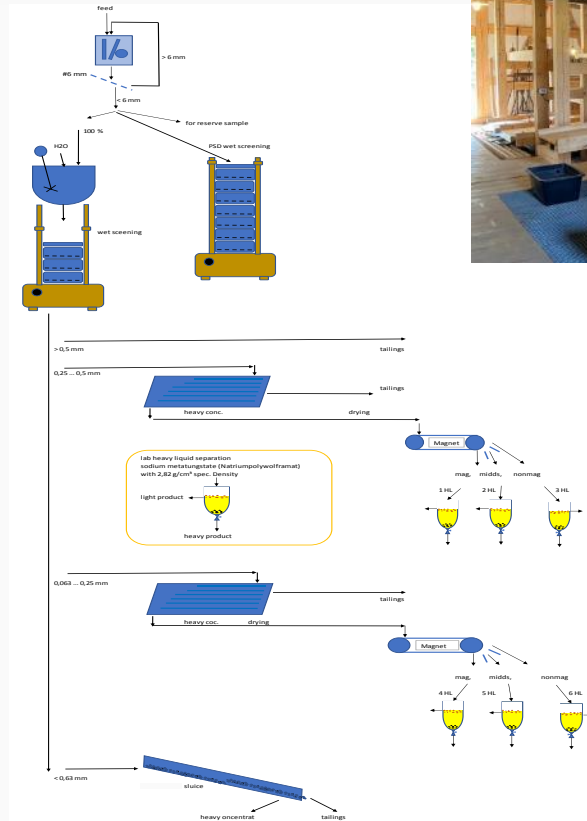 feed
> 6 mm
#6 mm
< 6 mm
for reserve sample
100 %
H2O
PSD wet screening
wet sceening
> 0,5 mm
tailings
0,25 ... 0,5 mm
tailings
heavy conc.
drying
Magnet
lab heavy liquid separation
sodium metatungstate (Natriumpolywolframat)
with 2,82 g/cm³ spec. Density
light product
heavy product
mag, midds, nonmag
1 HL 2 HL 3 HL
0,063 ... 0,25 mm
tailings
heavy coc. drying
Magnet
mag, midds, nonmag
4 HL 5 HL 6 HL
< 0,63 mm
sluice
heavy oncentrat
tailings